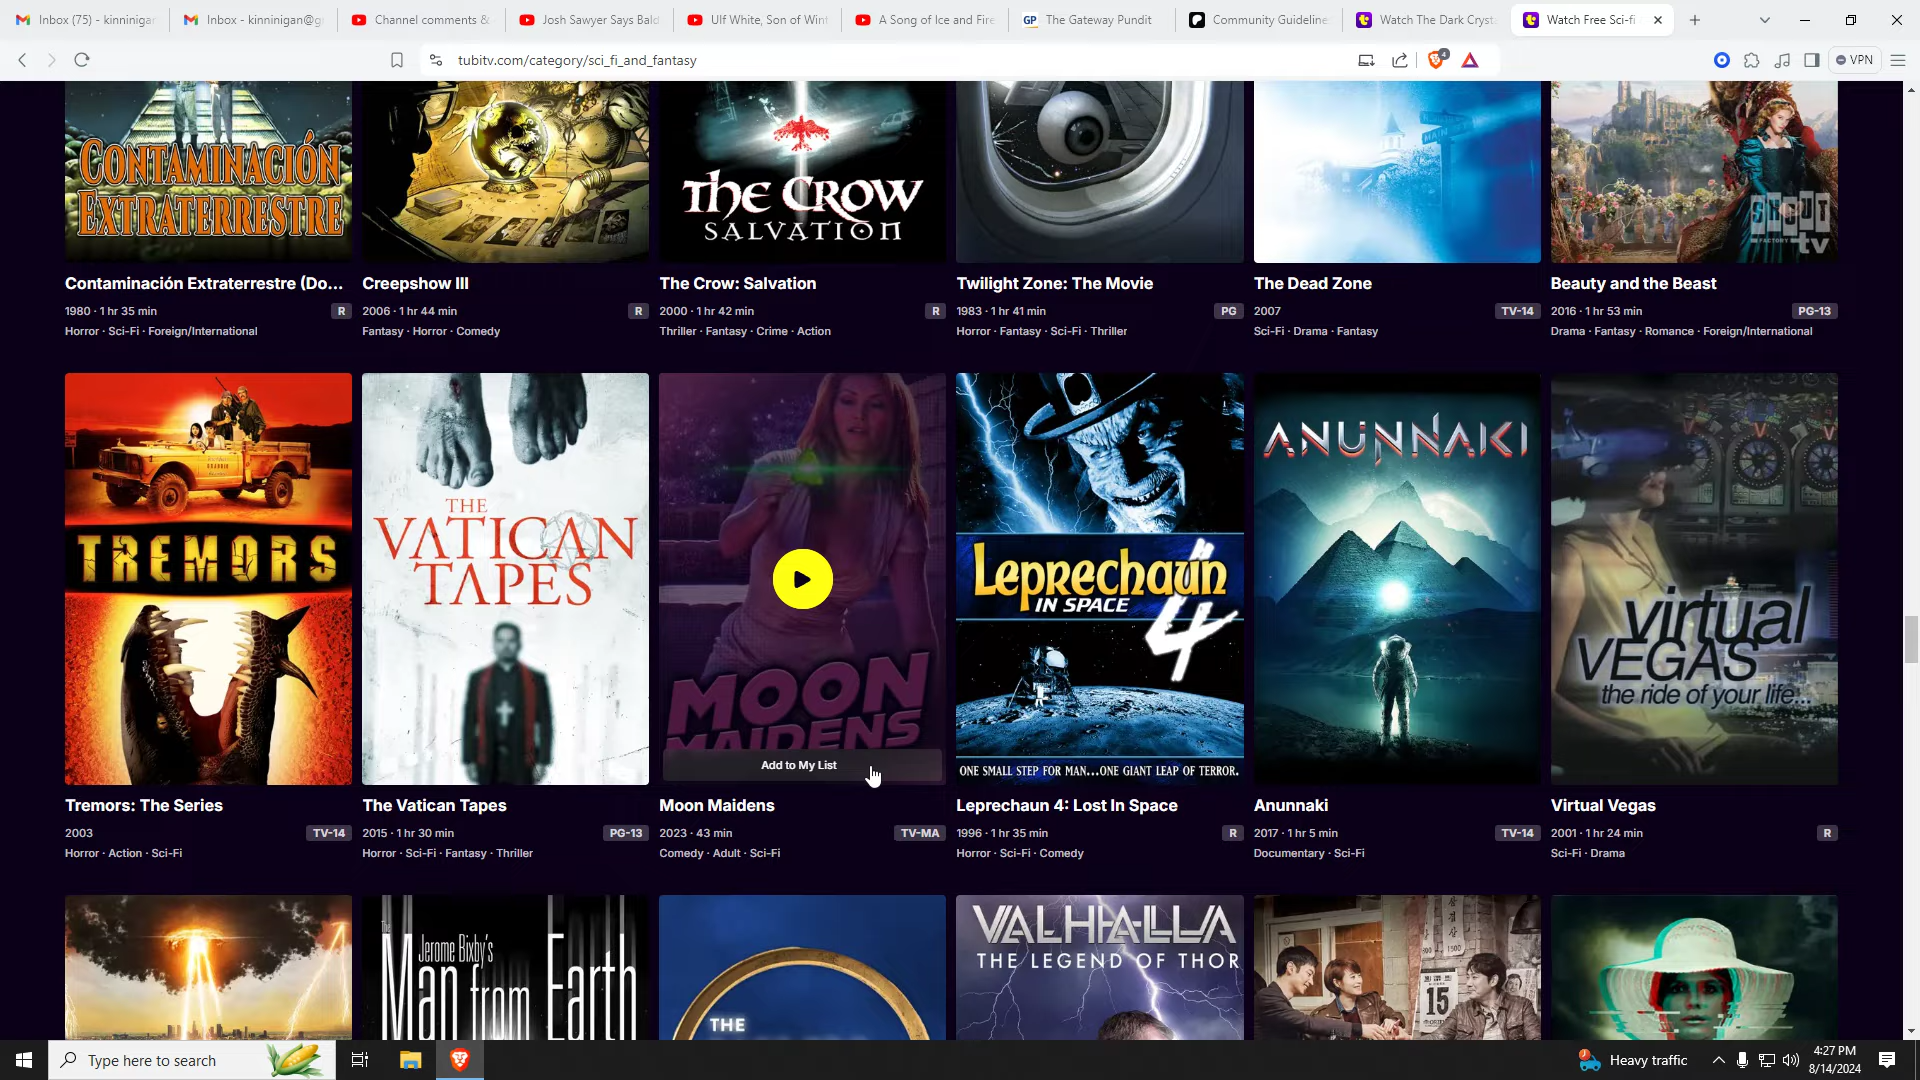 Inbox (75) - kinninigan
Inbox - kinninigan@g
Channel comments &
Josh Sawyer Says Bald
Ulf White, Son of Wint
A Song of Ice and Fire
GP The Gateway Pundit
Community Guideline
Watch The Dark Cryst
Watch Free Sci-fi
tubitv.com/category/sci_fi_and_fantasy
4
VPN
CONTAMINACIÓN
EXTRATERRESTRE
THE CROW
SALVATION
MAIN ST
SHOUT
FACTORY tv
Contaminación Extraterrestre (Do...
1980 · 1 hr 35 min R
Horror · Sci-Fi · Foreign/International
Creepshow III
2006 · 1 hr 44 min R
Fantasy · Horror · Comedy
The Crow: Salvation
2000 · 1 hr 42 min R
Thriller · Fantasy · Crime · Action
Twilight Zone: The Movie
1983 · 1 hr 41 min PG
Horror · Fantasy · Sci-Fi · Thriller
The Dead Zone
2007 TV-14
Sci-Fi · Drama · Fantasy
Beauty and the Beast
2016 · 1 hr 53 min PG-13
Drama · Fantasy · Romance · Foreign/International
TREMORS
THE
VATICAN
TAPES
MOON
MAIDENS
Add to My List
LEPRECHAUN
IN SPACE
4
ONE SMALL STEP FOR MAN...ONE GIANT LEAP OF TERROR.
ANUNNAKI
virtual
VEGAS
the ride of your life...
Tremors: The Series
2003 TV-14
Horror · Action · Sci-Fi
The Vatican Tapes
2015 · 1 hr 30 min PG-13
Horror · Sci-Fi · Fantasy · Thriller
Moon Maidens
2023 · 43 min TV-MA
Comedy · Adult · Sci-Fi
Leprechaun 4: Lost In Space
1996 · 1 hr 35 min R
Horror · Sci-Fi · Comedy
Anunnaki
2017 · 1 hr 5 min TV-14
Documentary · Sci-Fi
Virtual Vegas
2001 · 1 hr 24 min R
Sci-Fi · Drama
The Jerome Bixby's
Man from Earth
THE
VALHALLA
THE LEGEND OF THOR
15
Type here to search
Heavy traffic
4:27 PM
8/14/2024